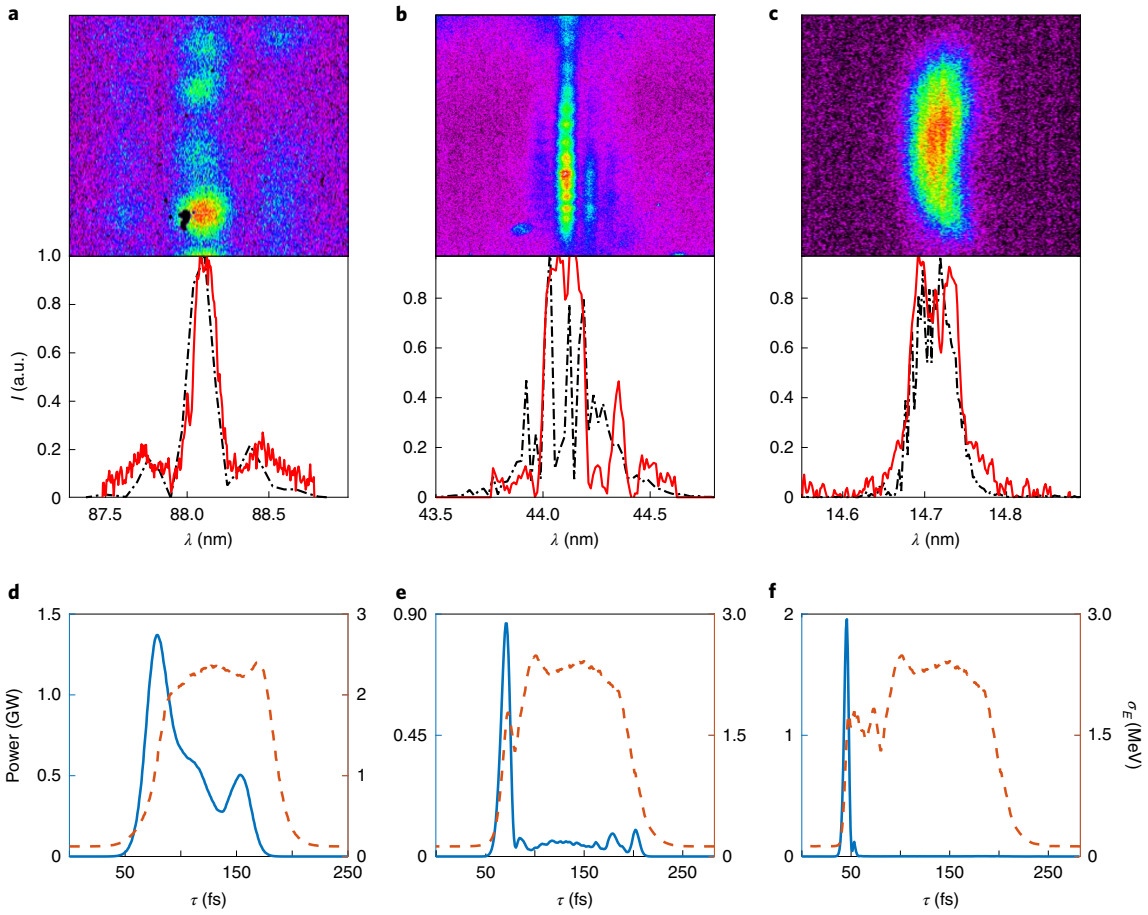 a b c
1.0
0.8 0.8 0.8
0.6 0.6 0.6
I (a.u.)
0.4 0.4 0.4
0.2 0.2 0.2
0 0 0
87.5 88.0 88.5 43.5 44.0 44.5 14.6 14.7 14.8
λ (nm) λ (nm) λ (nm)
d e f
1.5 3 0.90 3.0 2 3.0
1.0 2 0.45 1.5 1 1.5
Power (GW) σE (MeV)
0.5 1
0 0 0 0 0 0
50 150 250 50 150 250 50 150 250
τ (fs) τ (fs) τ (fs)